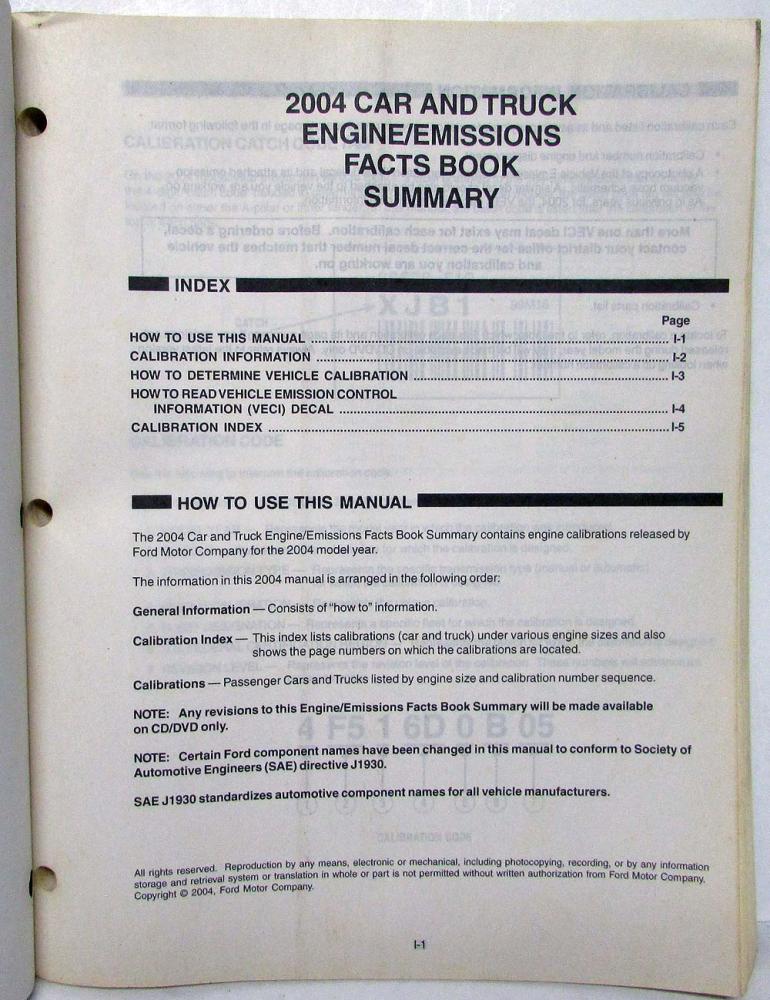 2004 CAR AND TRUCK
ENGINE/EMISSIONS
FACTS BOOK
SUMMARY
INDEX
Page
HOW TO USE THIS MANUAL ........ I-1
CALIBRATION INFORMATION ........ I-2
HOW TO DETERMINE VEHICLE CALIBRATION ........ I-3
HOW TO READ VEHICLE EMISSION CONTROL
INFORMATION (VECI) DECAL ........ I-4
CALIBRATION INDEX ........ I-5
HOW TO USE THIS MANUAL
The 2004 Car and Truck Engine/Emissions Facts Book Summary contains engine calibrations released by
Ford Motor Company for the 2004 model year.
The information in this 2004 manual is arranged in the following order:
General Information — Consists of "how to" information.
Calibration Index — This index lists calibrations (car and truck) under various engine sizes and also
shows the page numbers on which the calibrations are located.
Calibrations — Passenger Cars and Trucks listed by engine size and calibration number sequence.
NOTE: Any revisions to this Engine/Emissions Facts Book Summary will be made available
on CD/DVD only.
NOTE: Certain Ford component names have been changed in this manual to conform to Society of
Automotive Engineers (SAE) directive J1930.
SAE J1930 standardizes automotive component names for all vehicle manufacturers.
All rights reserved. Reproduction by any means, electronic or mechanical, including photocopying, recording, or by any information
storage and retrieval system or translation in whole or part is not permitted without written authorization from Ford Motor Company.
Copyright © 2004, Ford Motor Company.
I-1